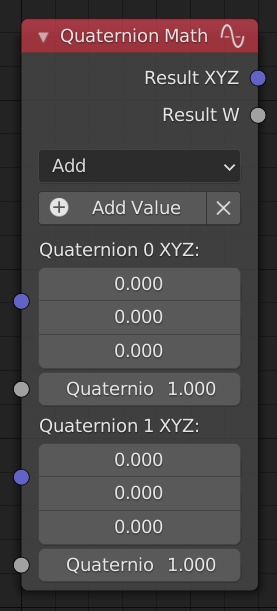 Quaternion Math
Result XYZ
Result W
Add
Add Value
Quaternion 0 XYZ:
0.000
0.000
0.000
Quaternio 1.000
Quaternion 1 XYZ:
0.000
0.000
0.000
Quaternio 1.000